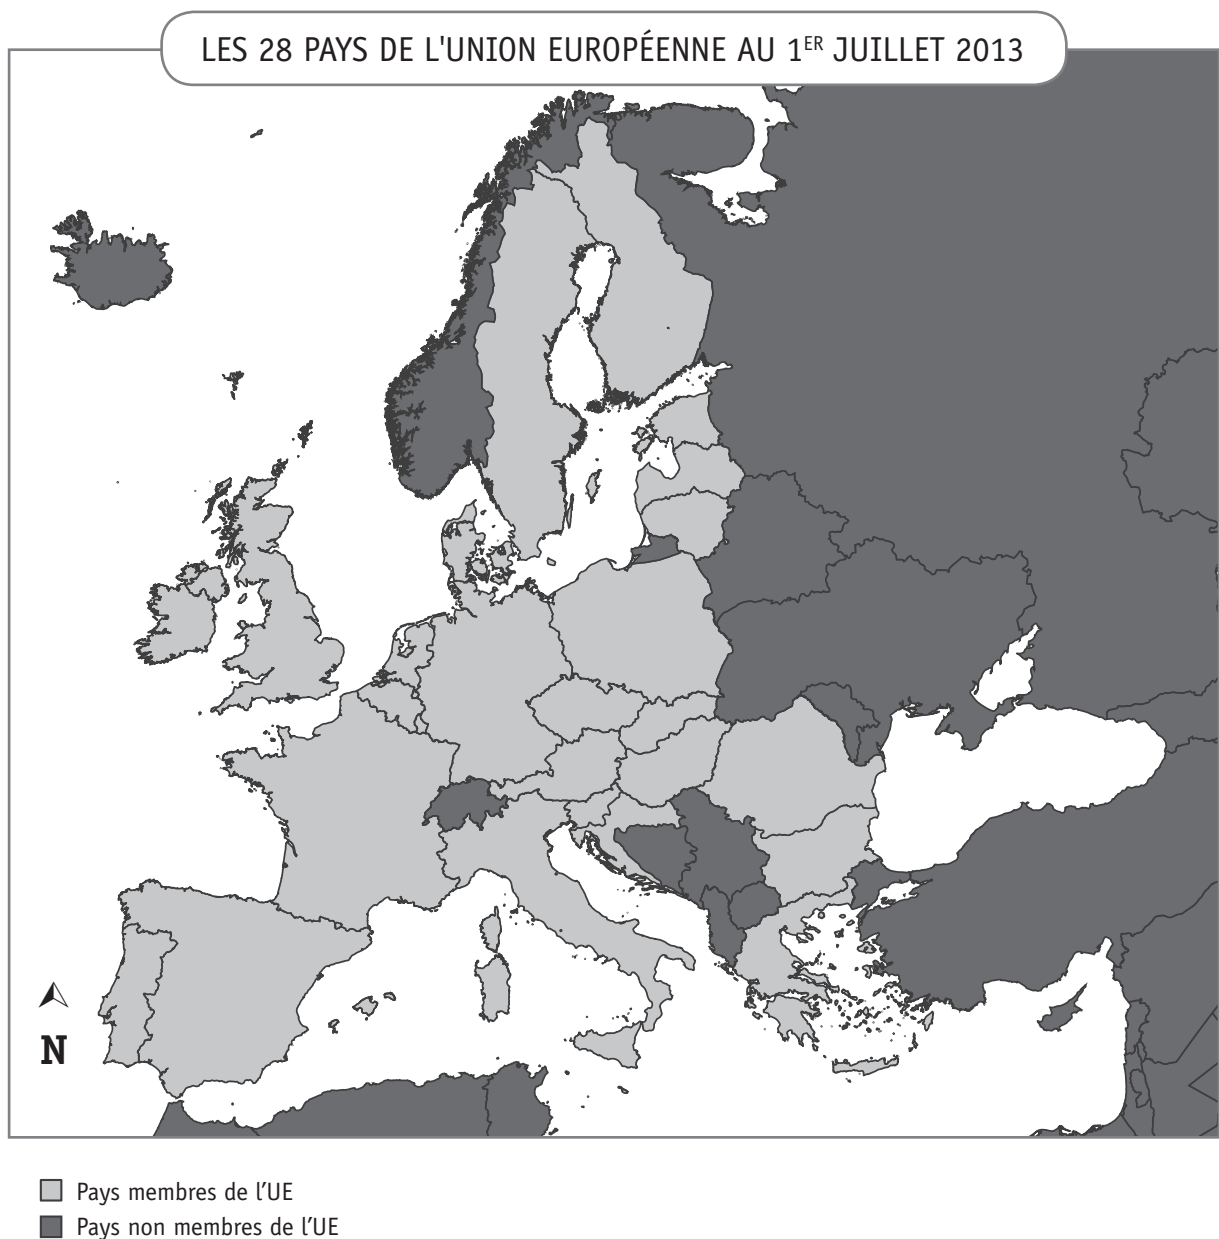 LES 28 PAYS DE L'UNION EUROPÉENNE AU 1ER JUILLET 2013
N
Pays membres de l'UE
Pays non membres de l'UE